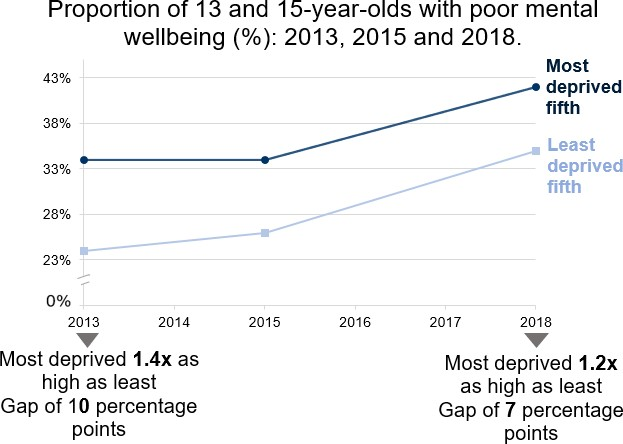 Proportion of 13 and 15-year-olds with poor mental
wellbeing (%): 2013, 2015 and 2018.
Most
deprived
fifth
43%
38%
Least
deprived
fifth
33%
28%
23%
0%
2013 2014 2015 2016 2017 2018
Most deprived 1.4x as
high as least
Gap of 10 percentage
points
Most deprived 1.2x
as high as least
Gap of 7 percentage
points